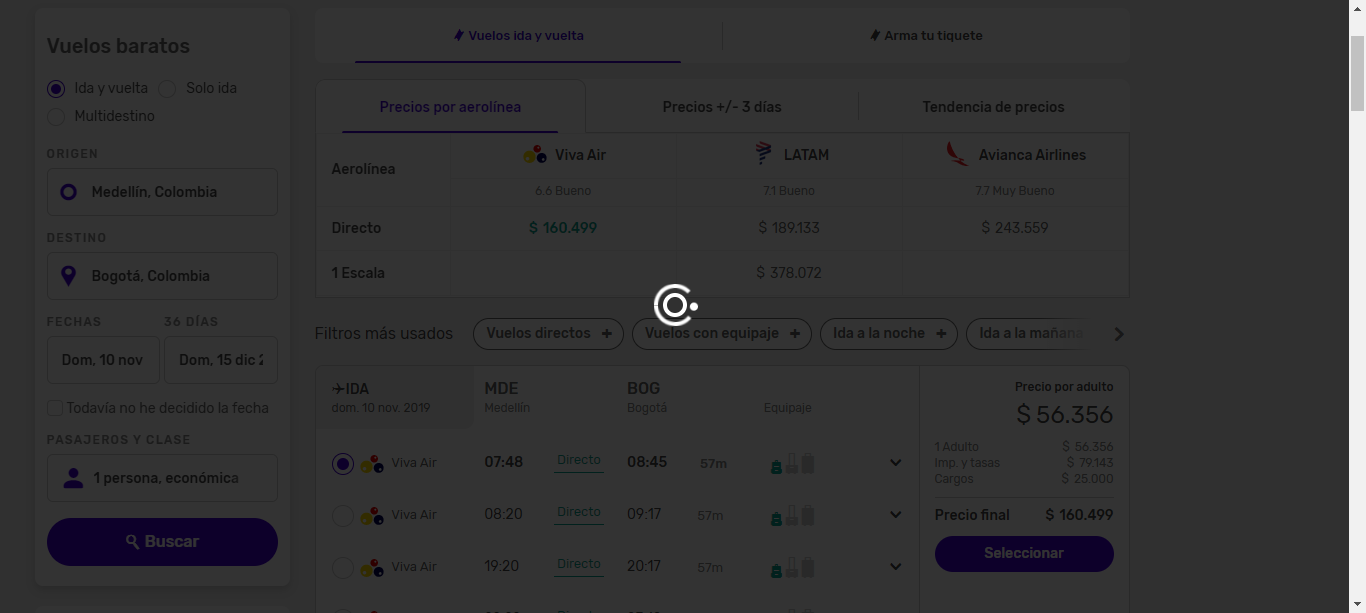 Vuelos baratos
Ida y vuelta
Solo ida
Multidestino
ORIGEN
Medellín, Colombia
DESTINO
Bogotá, Colombia
FECHAS
36 DÍAS
Dom, 10 nov
Dom, 15 dic
Todavía no he decidido la fecha
PASAJEROS Y CLASE
1 persona, económica
Buscar
Vuelos ida y vuelta
Arma tu tiquete
Precios por aerolínea
Precios +/- 3 días
Tendencia de precios
Aerolínea
Viva Air
LATAM
Avianca Airlines
6.6 Bueno
7.1 Bueno
7.7 Muy Bueno
Directo
$ 160.499
$ 189.133
$ 243.559
1 Escala
$ 378.072
Filtros más usados
Vuelos directos +
Vuelos con equipaje +
Ida a la noche +
Ida a la mañana
IDA
dom. 10 nov. 2019
MDE
Medellín
BOG
Bogotá
Equipaje
Viva Air
07:48
Directo
08:45
57m
Viva Air
08:20
Directo
09:17
57m
Viva Air
19:20
Directo
20:17
57m
Precio por adulto
$ 56.356
1 Adulto
$ 56.356
Imp. y tasas
$ 79.143
Cargos
$ 25.000
Precio final
$ 160.499
Seleccionar